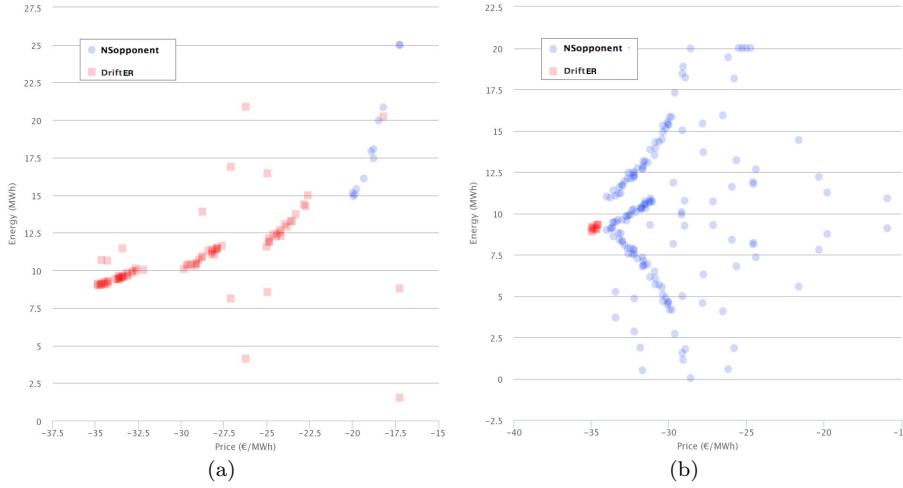 27.5
25
22.5
20
17.5
15
12.5
10
7.5
5
2.5
0
Energy (MWh)
NSopponent
DriftER
−37.5 −35 −32.5 −30 −27.5 −25 −22.5 −20 −17.5 −15
Price (€/MWh)
(a)
22.5
20
17.5
15
12.5
10
7.5
5
2.5
0
−2.5
Energy (MWh)
NSopponent
DriftER
−40 −35 −30 −25 −20 −1
Price (€/MWh)
(b)